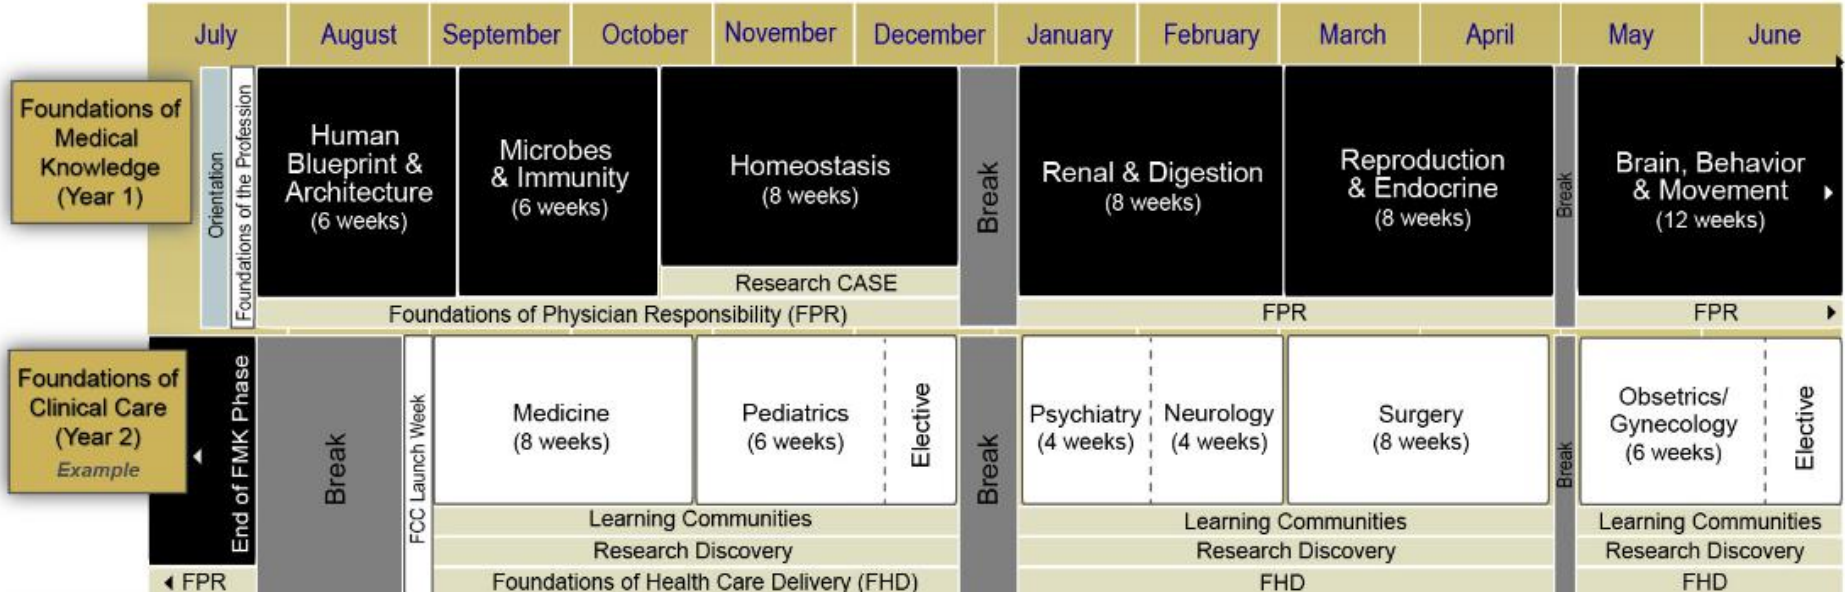 July
August
September
October
November
December
January
February
March
April
May
June
Foundations of
Medical
Knowledge
(Year 1)
Orientation
Foundations of the Profession
Human
Blueprint &
Architecture
(6 weeks)
Microbes
& Immunity
(6 weeks)
Homeostasis
(8 weeks)
Break
Renal & Digestion
(8 weeks)
Reproduction
& Endocrine
(8 weeks)
Break
Brain, Behavior
& Movement
(12 weeks)
Research CASE
Foundations of Physician Responsibility (FPR)
FPR
FPR
Foundations of
Clinical Care
(Year 2)
Example
End of FMK Phase
Break
FCC Launch Week
Medicine
(8 weeks)
Pediatrics
(6 weeks)
Elective
Break
Psychiatry
(4 weeks)
Neurology
(4 weeks)
Surgery
(8 weeks)
Break
Obsetrics/
Gynecology
(6 weeks)
Elective
Learning Communities
Learning Communities
Learning Communities
Research Discovery
Research Discovery
Research Discovery
FPR
Foundations of Health Care Delivery (FHD)
FHD
FHD